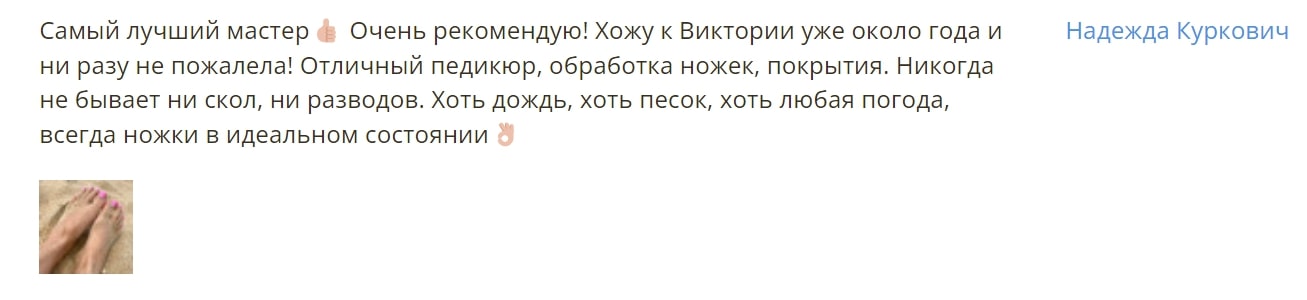 Самый лучший мастер👍 Очень рекомендую! Хожу к Виктории уже около года и
ни разу не пожалела! Отличный педикюр, обработка ножек, покрытия. Никогда
не бывает ни скол, ни разводов. Хоть дождь, хоть песок, хоть любая погода,
всегда ножки в идеальном состоянии👌
Надежда Куркович